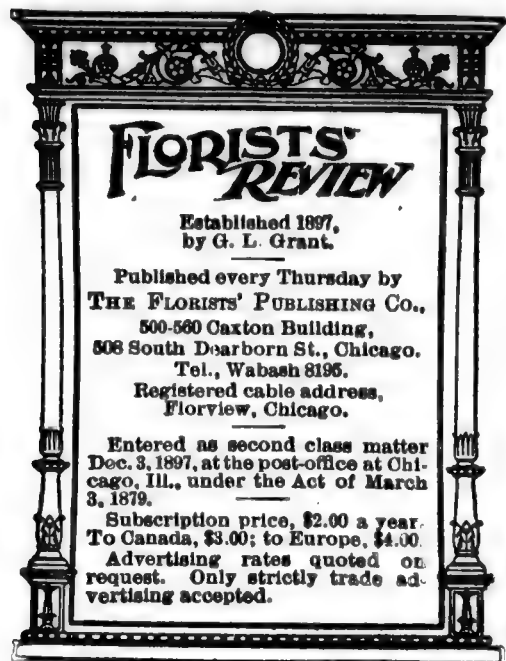 FLORISTS'
REVIEW
Established 1897,
by G. L. Grant.
Published every Thursday by
THE FLORISTS' PUBLISHING CO.,
500-560 Caxton Building,
508 South Dearborn St., Chicago.
Tel., Wabash 8195.
Registered cable address,
Florview, Chicago.
Entered as second class matter
Dec. 3, 1897, at the post-office at Chi-
cago, Ill., under the Act of March
3, 1879.
Subscription price, $2.00 a year.
To Canada, $3.00; to Europe, $4.00.
Advertising rates quoted on
request. Only strictly trade ad-
vertising accepted.